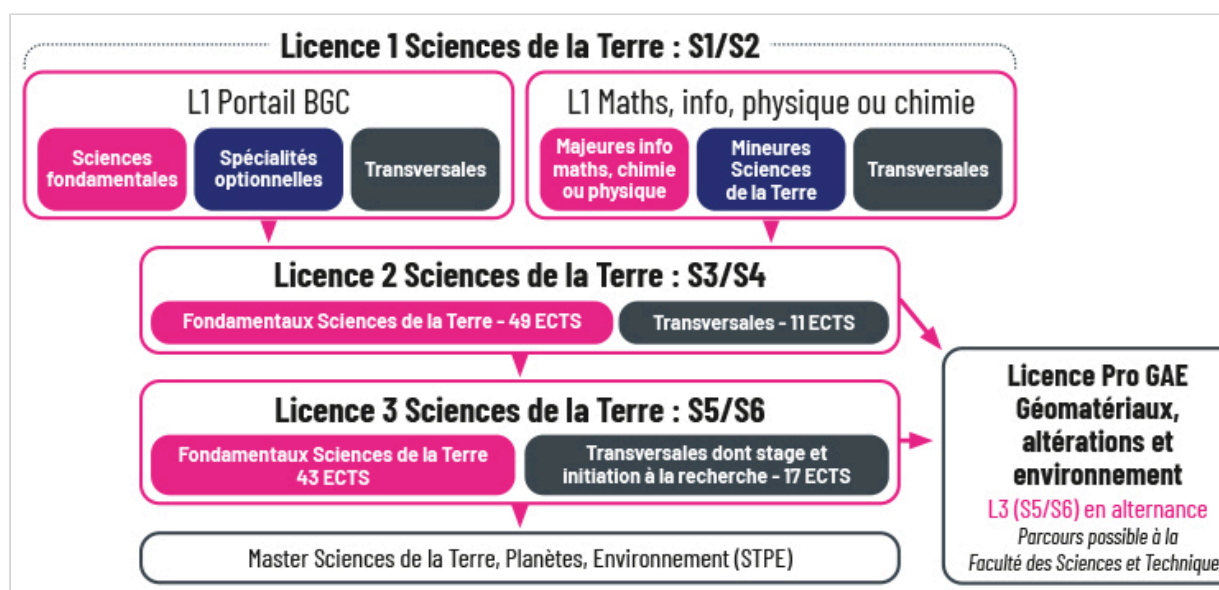 Licence 1 Sciences de la Terre : S1/S2
L1 Portail BGC
Sciences
fondamentales
Spécialités
optionnelles
Transversales
L1 Maths, info, physique ou chimie
Majeures info
maths, chimie
ou physique
Mineures
Sciences
de la Terre
Transversales
Licence 2 Sciences de la Terre : S3/S4
Fondamentaux Sciences de la Terre - 49 ECTS
Transversales - 11 ECTS
Licence 3 Sciences de la Terre : S5/S6
Fondamentaux Sciences de la Terre
43 ECTS
Transversales dont stage et
initiation à la recherche - 17 ECTS
Master Sciences de la Terre, Planètes, Environnement (STPE)
Licence Pro GAE
Géomatériaux,
altérations et
environnement
L3 (S5/S6) en alternance
Parcours possible à la
Faculté des Sciences et Technique